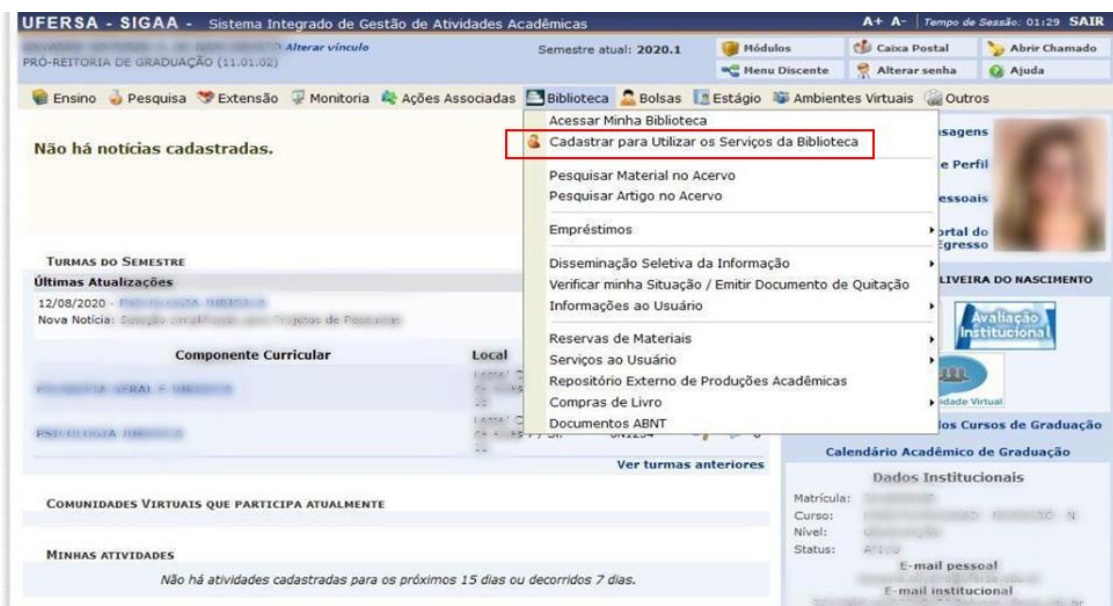 UFERSA - SIGAA - Sistema Integrado de Gestão de Atividades Acadêmicas
A+ A- Tempo de Sessão: 01:29 SAIR
Alterar vínculo
PRÓ-REITORIA DE GRADUAÇÃO (11.01.02)
Semestre atual: 2020.1
Módulos
Caixa Postal
Abrir Chamado
Menu Discente
Alterar senha
Ajuda
Ensino Pesquisa Extensão Monitoria Ações Associadas Biblioteca Bolsas Estágio Ambientes Virtuais Outros
Não há notícias cadastradas.
Acessar Minha Biblioteca
Cadastrar para Utilizar os Serviços da Biblioteca
Pesquisar Material no Acervo
Pesquisar Artigo no Acervo
Empréstimos
Disseminação Seletiva da Informação
Verificar minha Situação / Emitir Documento de Quitação
Informações ao Usuário
Reservas de Materiais
Serviços ao Usuário
Repositório Externo de Produções Acadêmicas
Compras de Livro
Documentos ABNT
e Perfil
do
Egresso
DO NASCIMENTO
Avaliação
Institucional
Virtual
Cursos de Graduação
Calendário Acadêmico de Graduação
TURMAS DO SEMESTRE
Últimas Atualizações
12/08/2020 -
Nova Notícia:
Componente Curricular
Local
Ver turmas anteriores
COMUNIDADES VIRTUAIS QUE PARTICIPA ATUALMENTE
MINHAS ATIVIDADES
Não há atividades cadastradas para os próximos 15 dias ou decorridos 7 dias.
Dados Institucionais
Matrícula:
Curso:
Nível:
Status:
E-mail pessoal
E-mail institucional